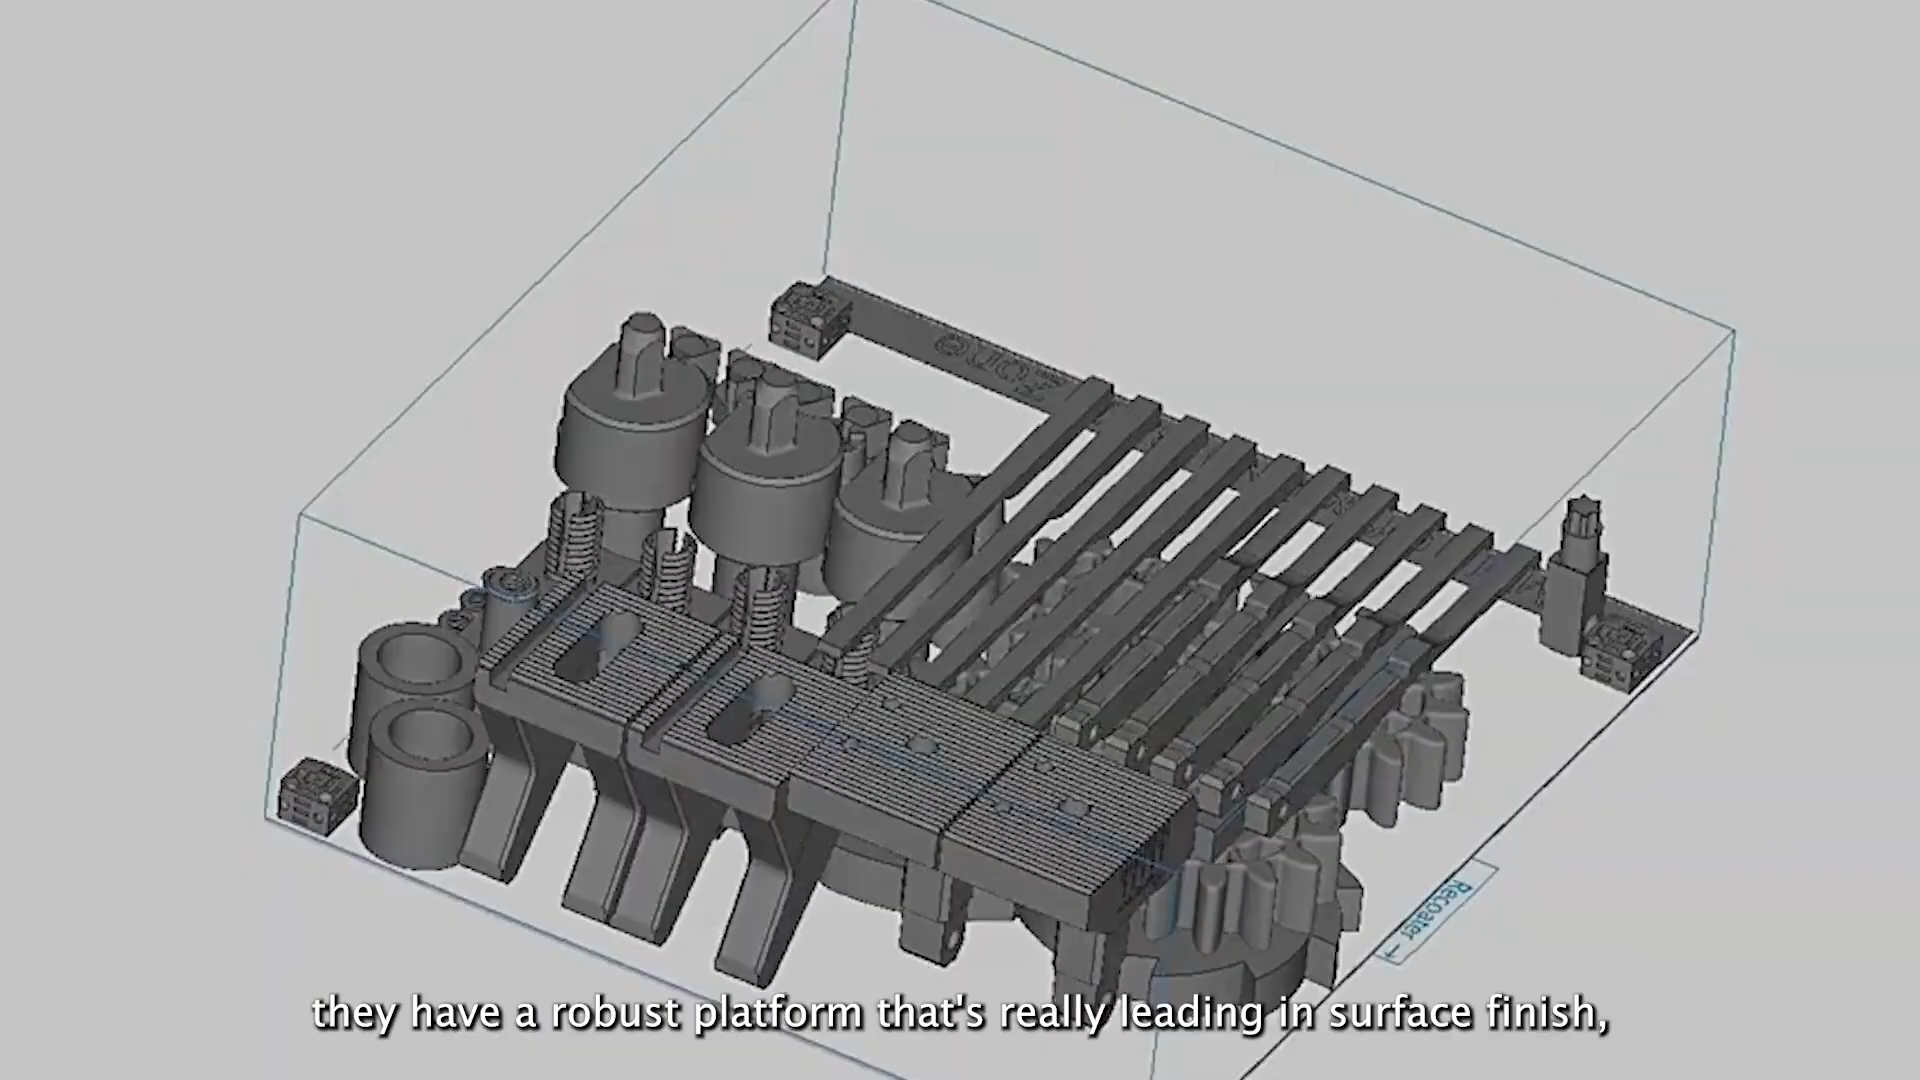 Recoater →
they have a robust platform that's really leading in surface finish,